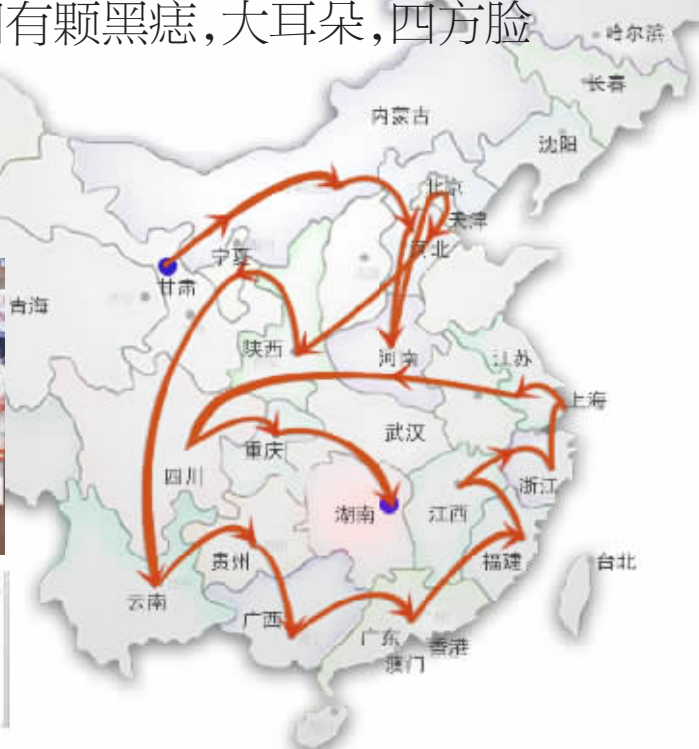 有颗黑痣,大耳朵,四方脸
哈尔滨
长春
内蒙古
沈阳
北京
天津
河北
宁夏
甘肃
青海
陕西
河南
江苏
上海
武汉
重庆
四川
浙江
湖南
江西
贵州
福建
台北
云南
广西
广东
香港
澳门